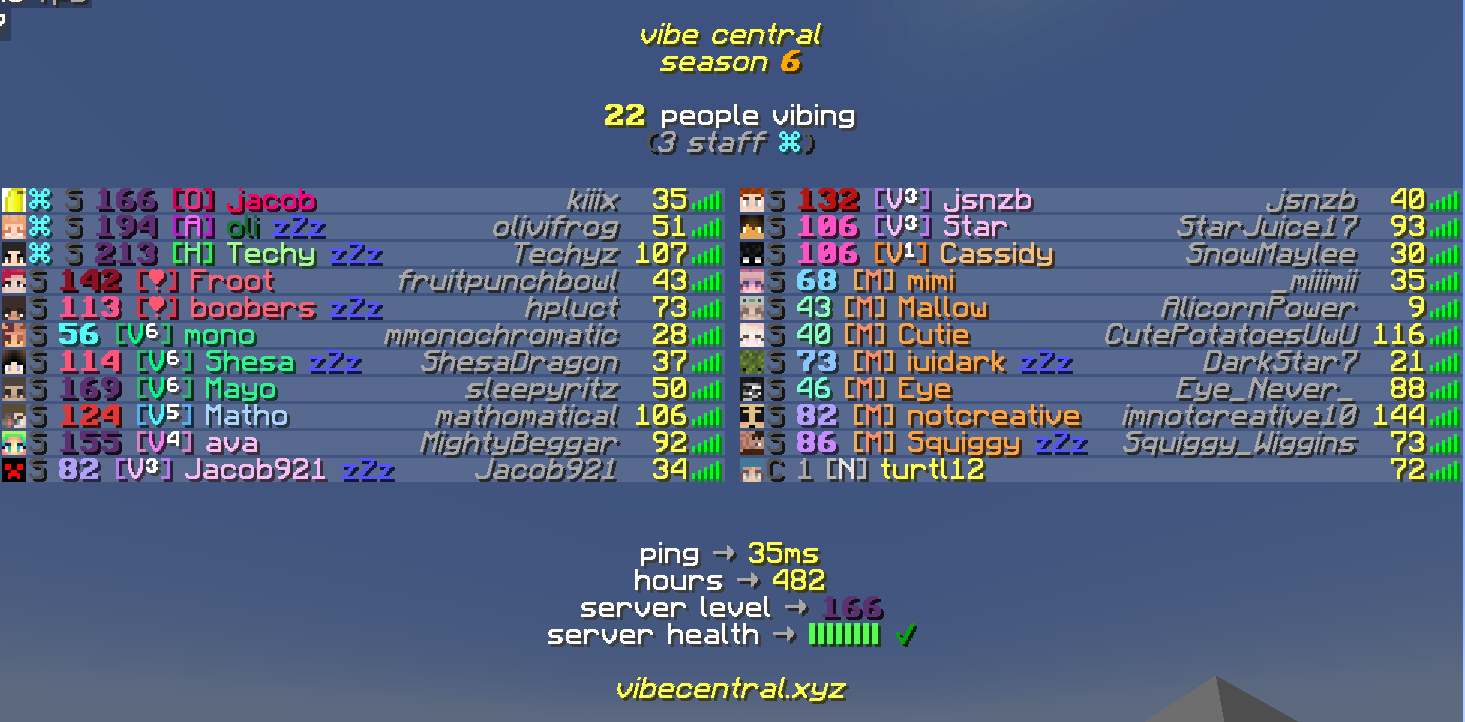 vibe central
season 6
22 people vibing
(3 staff ⌘)
⌘ S 166 [O] jacob kiiix 35
⌘ S 194 [A] oli zZz olivifrog 51
⌘ S 213 [H] Techy zZz Techyz 107
S 142 [♥] Froot fruitpunchbowl 43
S 113 [♥] boobers zZz hpluct 73
S 56 [V⁶] mono mmonochromatic 28
S 114 [V⁶] Shesa zZz ShesaDragon 37
S 169 [V⁶] Mayo sleepyritz 50
S 124 [V⁵] Matho mathomatical 106
S 155 [V⁴] ava MightyBeggar 92
S 82 [V³] Jacob921 zZz Jacob921 34
S 132 [V³] jsnzb jsnzb 40
S 106 [V³] Star StarJuice17 93
S 106 [V¹] Cassidy SnowMaylee 30
S 68 [M] mimi _miiimii 35
S 43 [M] Mallow AlicornPower 9
S 40 [M] Cutie CutePotatoesUwU 116
S 73 [M] iuidark zZz DarkStar7 21
S 46 [M] Eye Eye_Never_ 88
S 82 [M] notcreative imnotcreative10 144
S 86 [M] Squiggy zZz Squiggy_Wiggins 73
C 1 [N] turtl12 72
ping → 35ms
hours → 482
server level → 166
server health → ✓
vibecentral.xyz